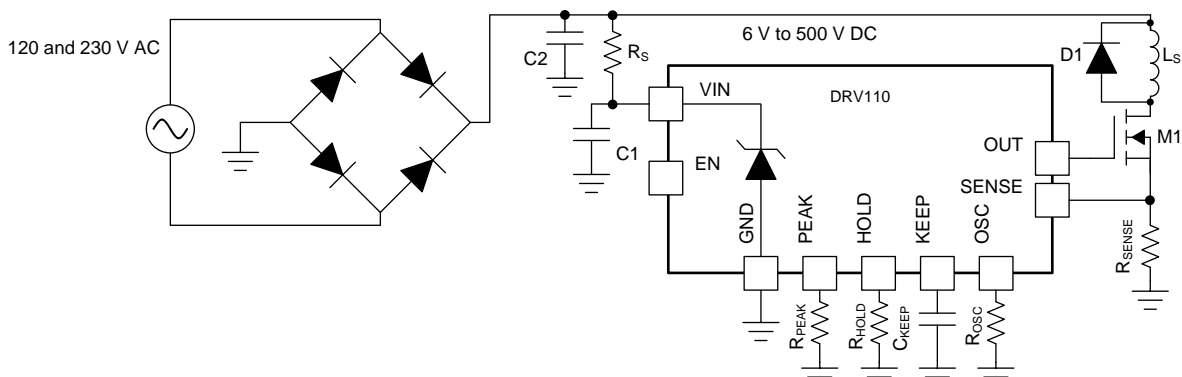 120 and 230 V AC
6 V to 500 V DC
C2
RS
D1
LS
VIN
DRV110
C1
EN
OUT
M1
SENSE
GND
PEAK
HOLD
KEEP
OSC
RSENSE
RPEAK
RHOLD
CKEEP
ROSC